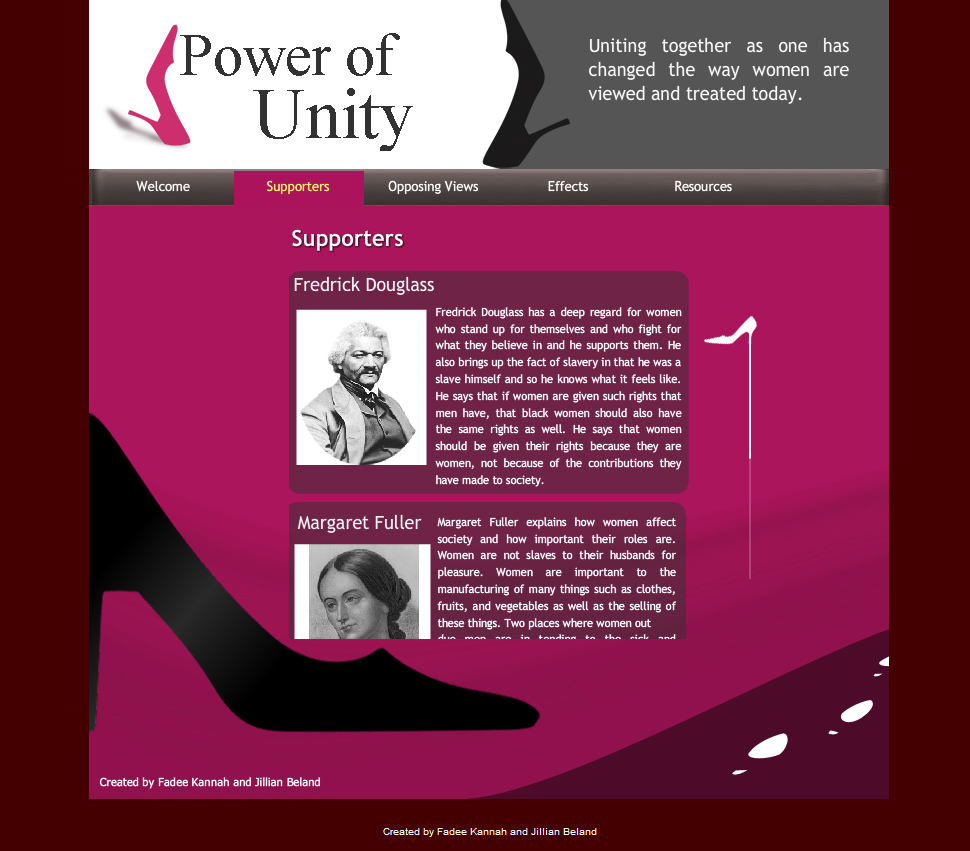 Power of
Unity
Uniting together as one has
changed the way women are
viewed and treated today.
Welcome Supporters Opposing Views Effects Resources
Supporters
Fredrick Douglass
Fredrick Douglass has a deep regard for women
who stand up for themselves and who fight for
what they believe in and he supports them. He
also brings up the fact of slavery in that he was a
slave himself and so he knows what it feels like.
He says that if women are given such rights that
men have, that black women should also have
the same rights as well. He says that women
should be given their rights because they are
women, not because of the contributions they
have made to society.
Margaret Fuller
Margaret Fuller explains how women affect
society and how important their roles are.
Women are not slaves to their husbands for
pleasure. Women are important to the
manufacturing of many things such as clothes,
fruits, and vegetables as well as the selling of
these things. Two places where women out
due men are in tending to the sick and
Created by Fadee Kannah and Jillian Beland
Created by Fadee Kannah and Jillian Beland